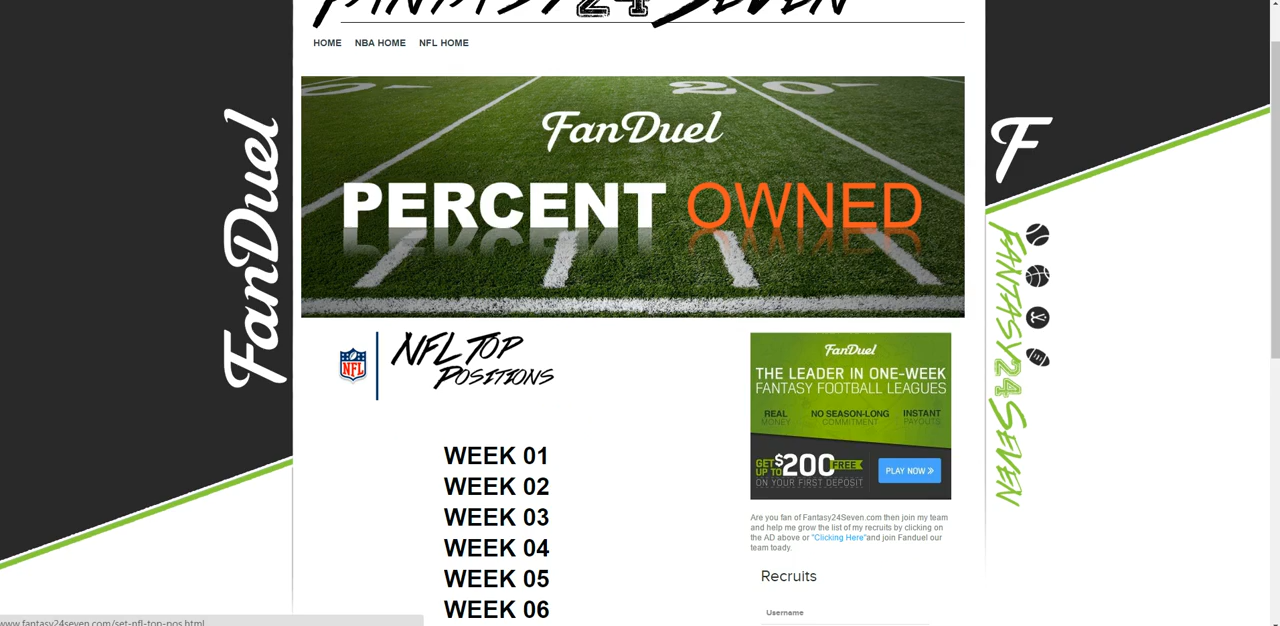 FANTASY24SEVEN
HOME NBA HOME NFL HOME
20
FanDuel
PERCENT OWNED
FanDuel
F
FANTASY24SEVEN
NFL
NFL TOP
POSITIONS
WEEK 01
WEEK 02
WEEK 03
WEEK 04
WEEK 05
WEEK 06
FanDuel
THE LEADER IN ONE-WEEK
FANTASY FOOTBALL LEAGUES
REAL MONEY
NO SEASON-LONG COMMITMENT
INSTANT PAYOUTS
GET UP TO $200 FREE
ON YOUR FIRST DEPOSIT
PLAY NOW »
Are you fan of Fantasy24Seven.com then join my team
and help me grow the list of my recruits by clicking on
the AD above or "Clicking Here"and join Fanduel our
team toady.
Recruits
Username
www.fantasy24seven.com/set-nfl-top-pos.html